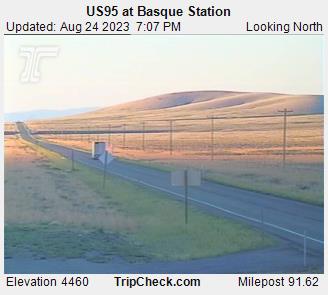 US95 at Basque Station
Updated: Aug 24 2023 7:07 PM Looking North
Elevation 4460 TripCheck.com Milepost 91.62